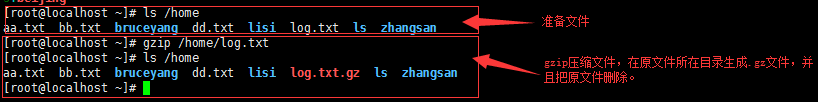 [root@localhost ~]# ls /home
aa.txt bb.txt bruceyang dd.txt lisi log.txt ls zhangsan
准备文件
[root@localhost ~]# gzip /home/log.txt
[root@localhost ~]# ls /home
aa.txt bb.txt bruceyang dd.txt lisi log.txt.gz ls zhangsan
[root@localhost ~]#
gzip压缩文件，在原文件所在目录生成.gz文件，并
且把原文件删除。